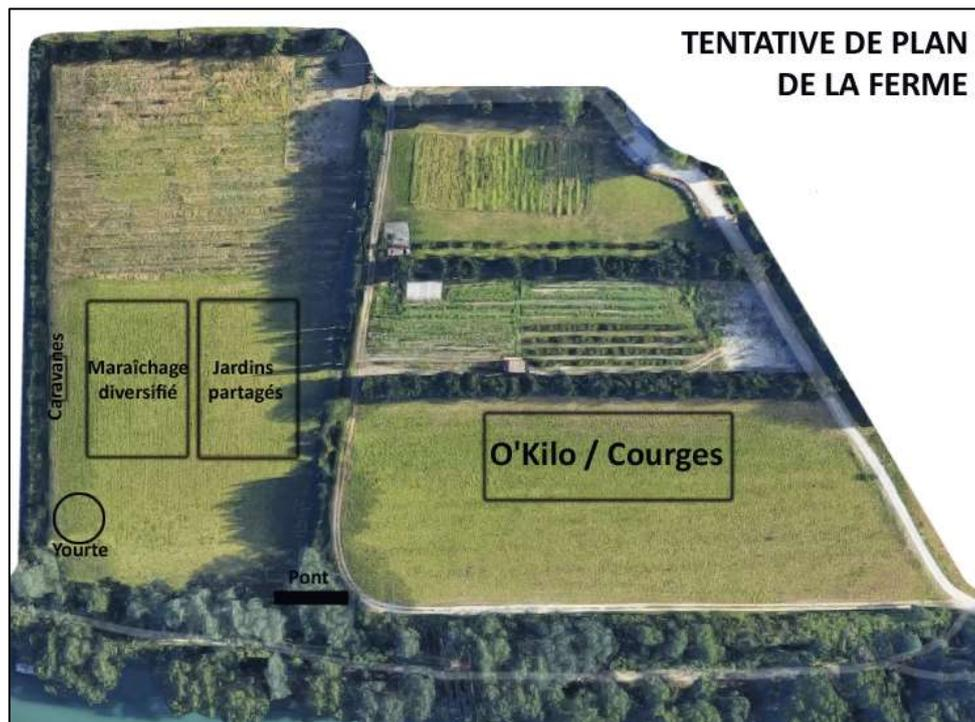 TENTATIVE DE PLAN
DE LA FERME
Caravanes
Maraîchage
diversifié
Jardins
partagés
O'Kilo / Courges
Yourte
Pont